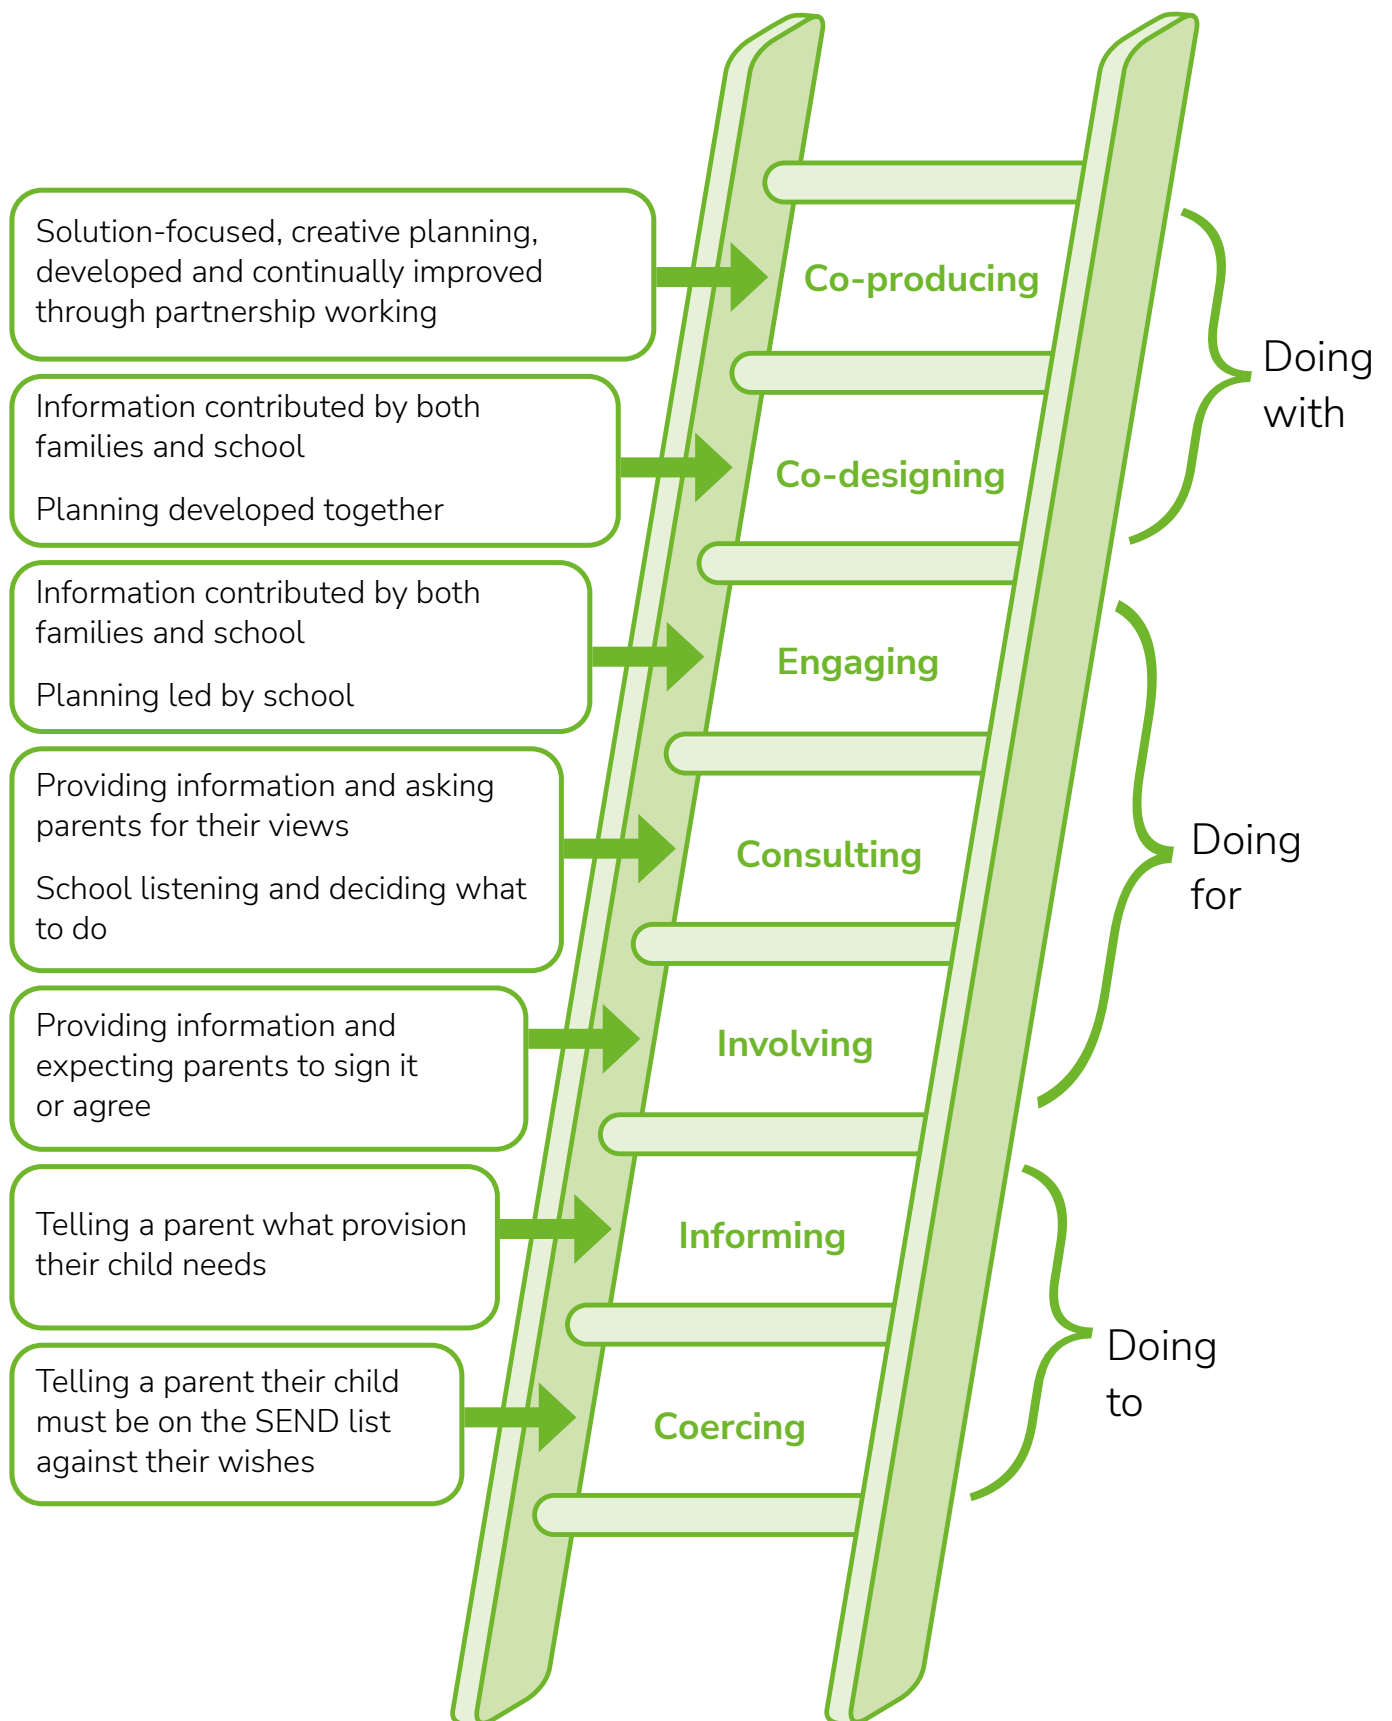 Solution-focused, creative planning,
developed and continually improved
through partnership working
Co-producing
Information contributed by both
families and school
Planning developed together
Co-designing
Doing
with
Information contributed by both
families and school
Planning led by school
Engaging
Providing information and asking
parents for their views
School listening and deciding what
to do
Consulting
Providing information and
expecting parents to sign it
or agree
Involving
Doing
for
Telling a parent what provision
their child needs
Informing
Telling a parent their child
must be on the SEND list
against their wishes
Coercing
Doing
to